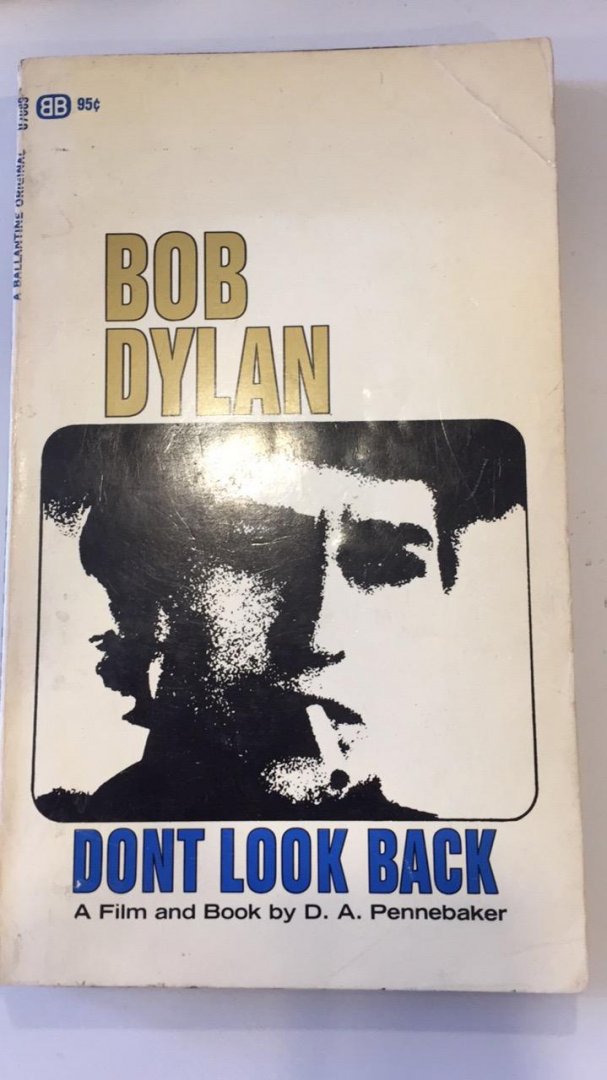 BB 95¢
A BALLANTINE ORIGINAL
BOB
DYLAN
DONT LOOK BACK
A Film and Book by D. A. Pennebaker